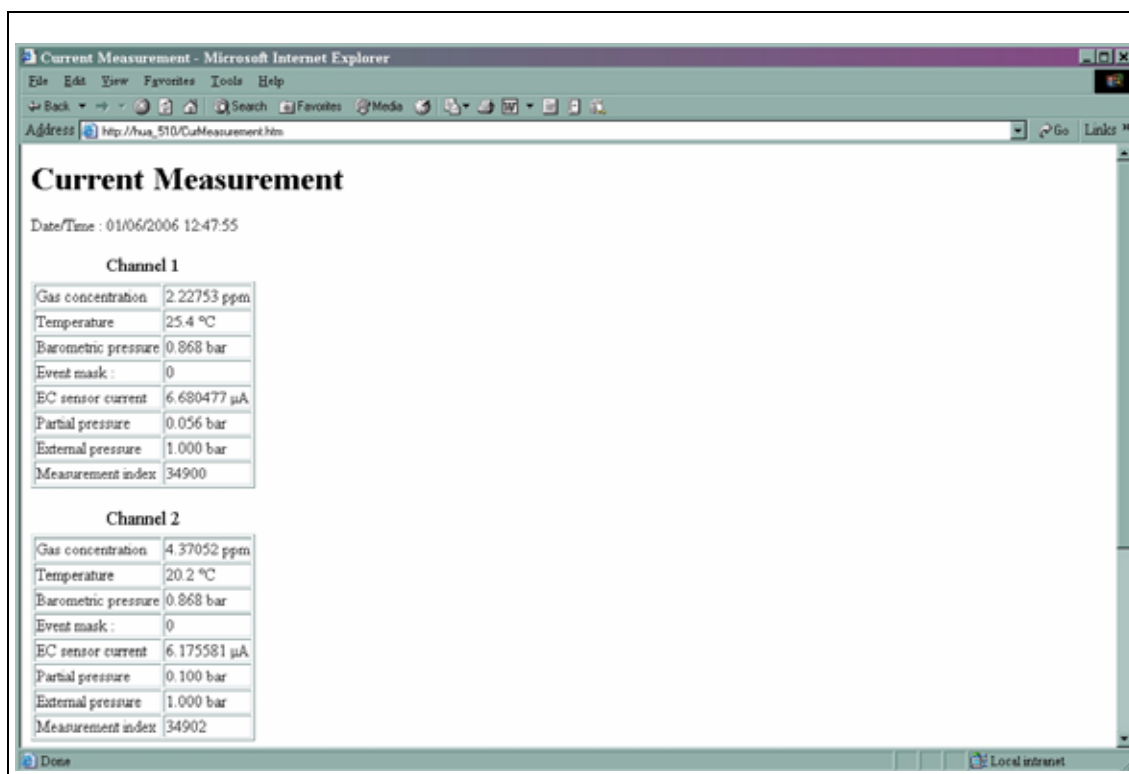 Current Measurement - Microsoft Internet Explorer
File Edit View Favorites Tools Help
Back Search Favorites Media
Address http://hua_510/CurMeasurement.htm Go Links »
Current Measurement
Date/Time : 01/06/2006 12:47:55
Channel 1
Gas concentration 2.22753 ppm
Temperature 25.4 ºC
Barometric pressure 0.868 bar
Event mask : 0
EC sensor current 6.680477 µA
Partial pressure 0.056 bar
External pressure 1.000 bar
Measurement index 34900
Channel 2
Gas concentration 4.37052 ppm
Temperature 20.2 ºC
Barometric pressure 0.868 bar
Event mask : 0
EC sensor current 6.175581 µA
Partial pressure 0.100 bar
External pressure 1.000 bar
Measurement index 34902
Done Local intranet